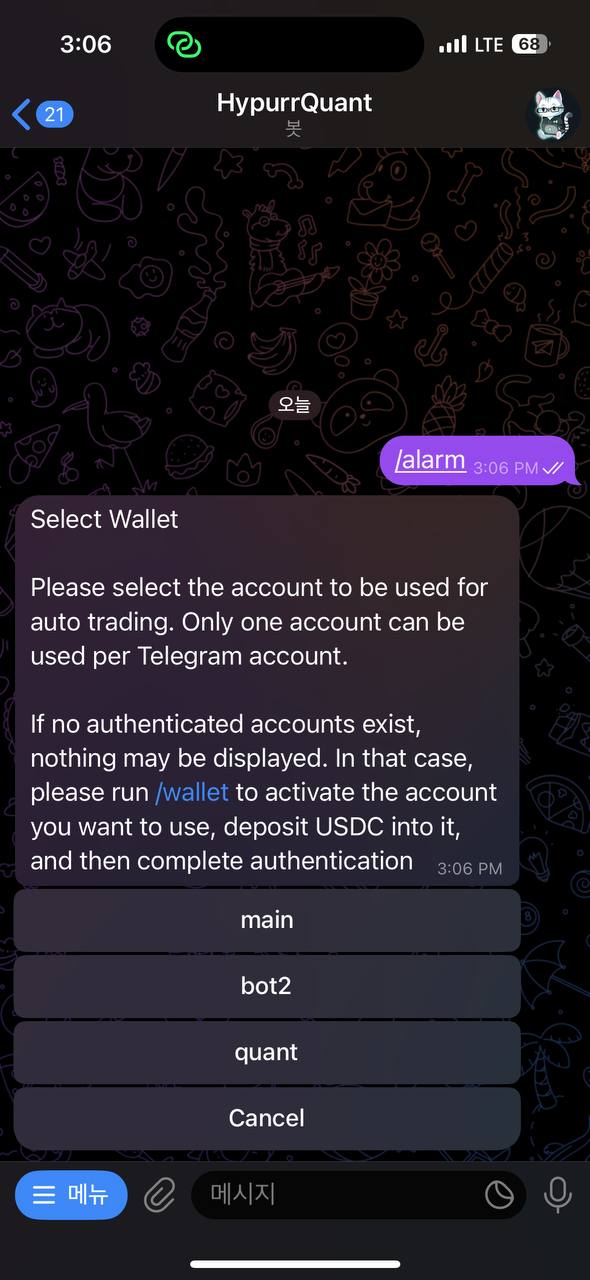 3:06
LTE
68
21
HypurrQuant
봇
오늘
/alarm 3:06 PM
Select Wallet
Please select the account to be used for
auto trading. Only one account can be
used per Telegram account.
If no authenticated accounts exist,
nothing may be displayed. In that case,
please run /wallet to activate the account
you want to use, deposit USDC into it,
and then complete authentication 3:06 PM
main
bot2
quant
Cancel
메뉴
메시지